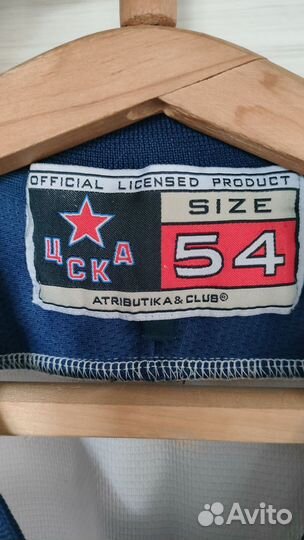 OFFICIAL LICENSED PRODUCT
ЦСКА
SIZE
54
ATRIBUTIKA & CLUB®
Avito